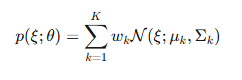 p(ξ; θ) = ∑_{k=1}^{K} w_k 𝒩(ξ; μ_k, Σ_k)